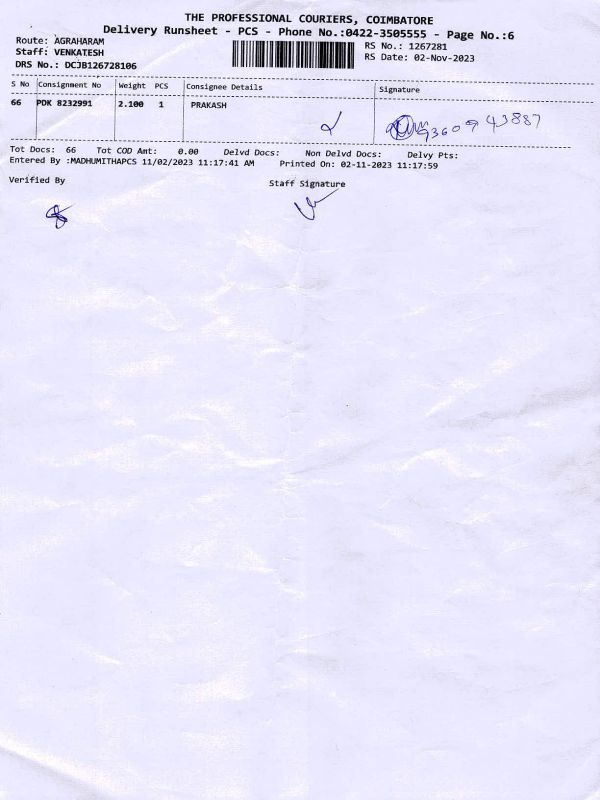 THE PROFESSIONAL COURIERS, COIMBATORE
Delivery Runsheet - PCS - Phone No.:0422-3505555 - Page No.:6
Route: AGRAHARAM
Staff: VENKATESH
DRS No.: DCJB126728106
RS No.: 1267281
RS Date: 02-Nov-2023
S No Consignment No Weight PCS Consignee Details Signature
66 PDK 8232991 2.100 1 PRAKASH
9360943887
Tot Docs: 66 Tot COD Amt: 0.00 Delvd Docs: Non Delvd Docs: Delvy Pts:
Entered By :MADHUMITHAPCS 11/02/2023 11:17:41 AM Printed On: 02-11-2023 11:17:59
Verified By Staff Signature